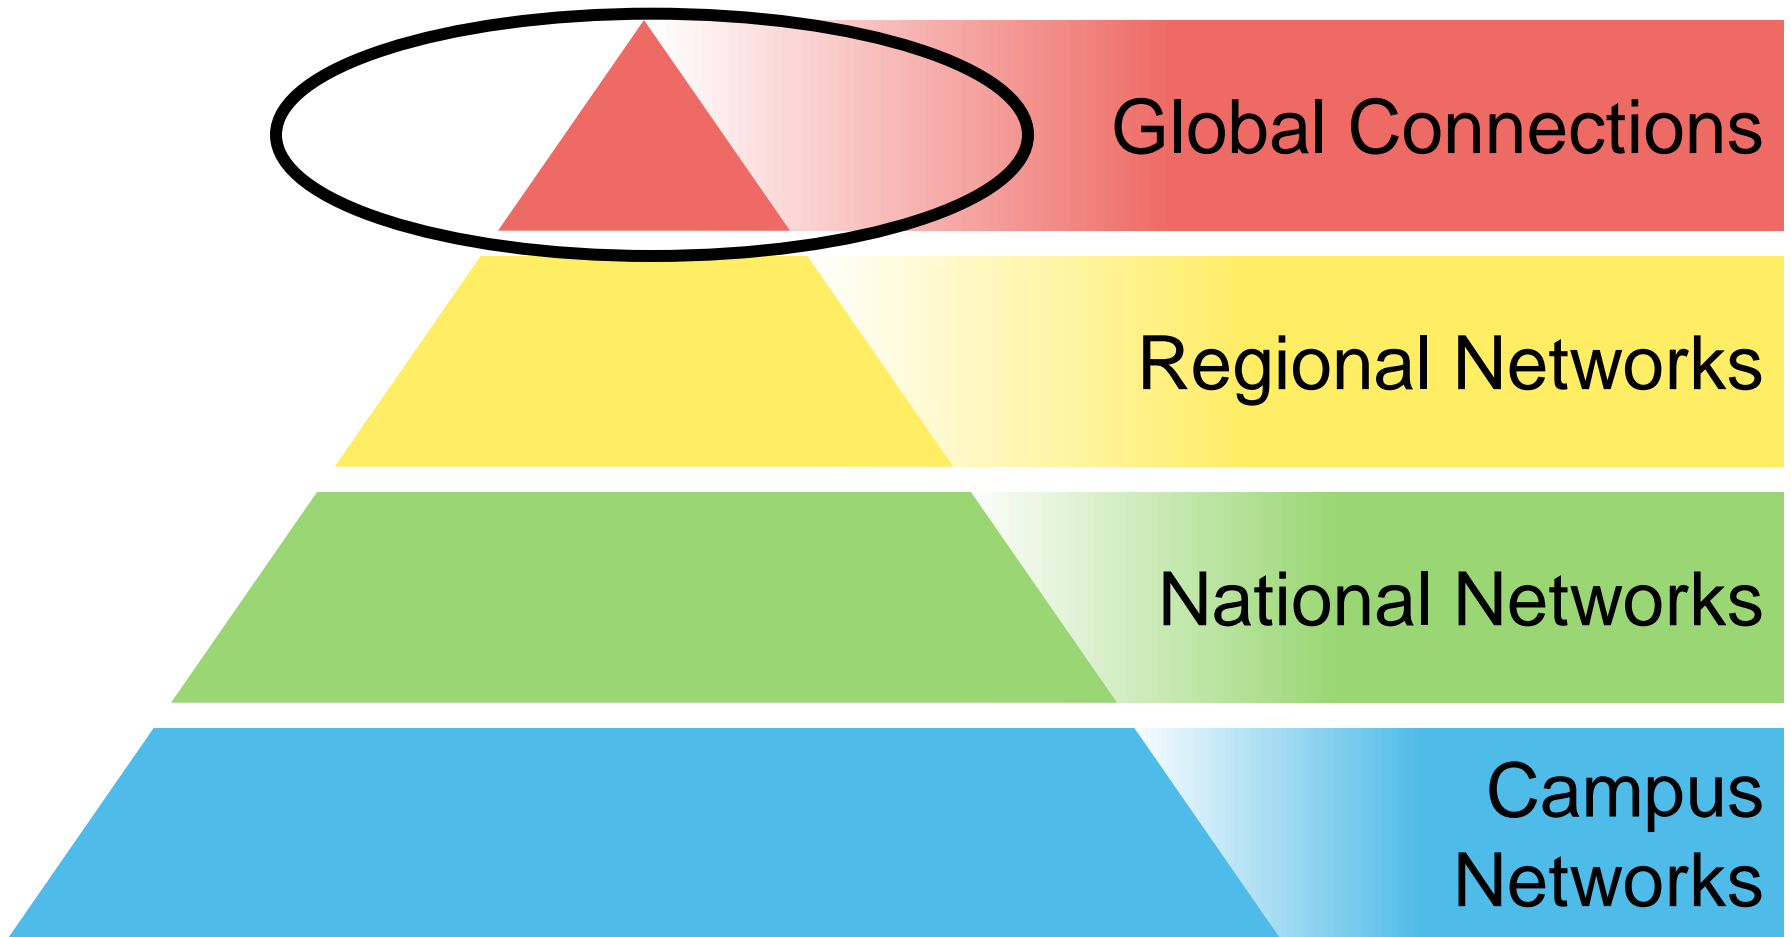 Global Connections
Regional Networks
National Networks
Campus
Networks